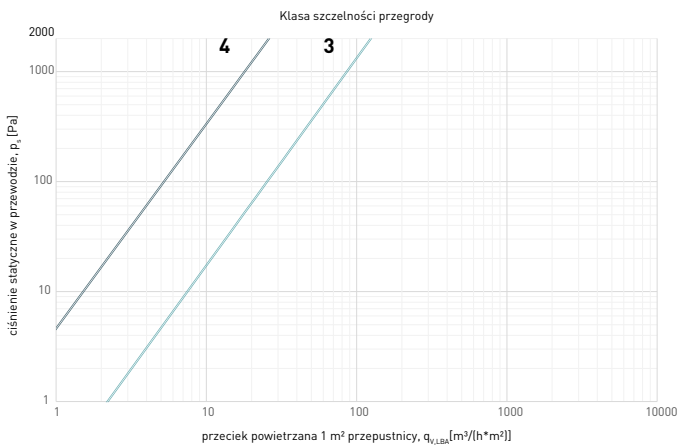 Klasa szczelności przegrody
4 3
2000
1000
100
10
1
1 10 100 1000 10000
ciśnienie statyczne w przewodzie, pₛ [Pa]
przeciek powietrzana 1 m² przepustnicy, q_V,LBA[m³/(h*m²)]